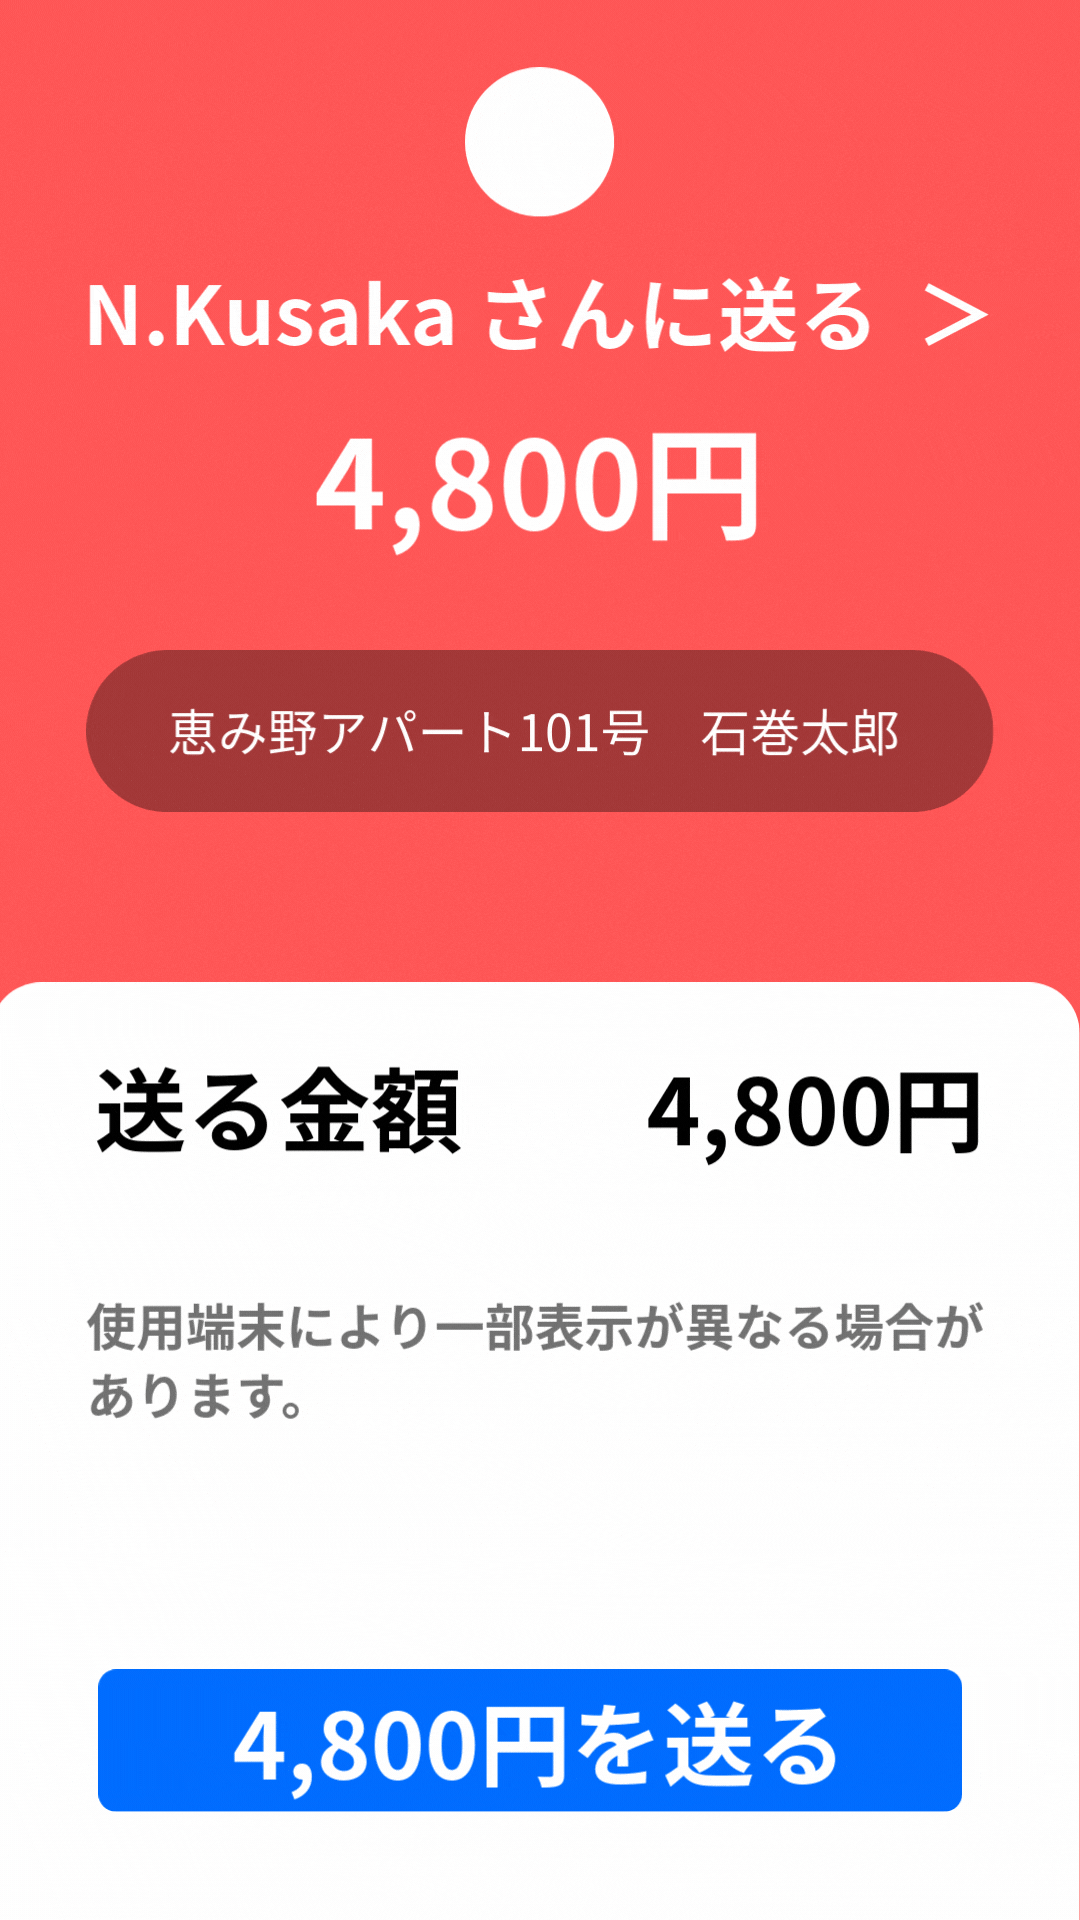 N.Kusaka さんに送る ＞
4,800円
恵み野アパート101号　石巻太郎
送る金額 4,800円
使用端末により一部表示が異なる場合が
あります。
4,800円を送る